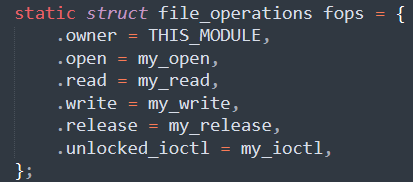 static struct file_operations fops = {
    .owner = THIS_MODULE,
    .open = my_open,
    .read = my_read,
    .write = my_write,
    .release = my_release,
    .unlocked_ioctl = my_ioctl,
};